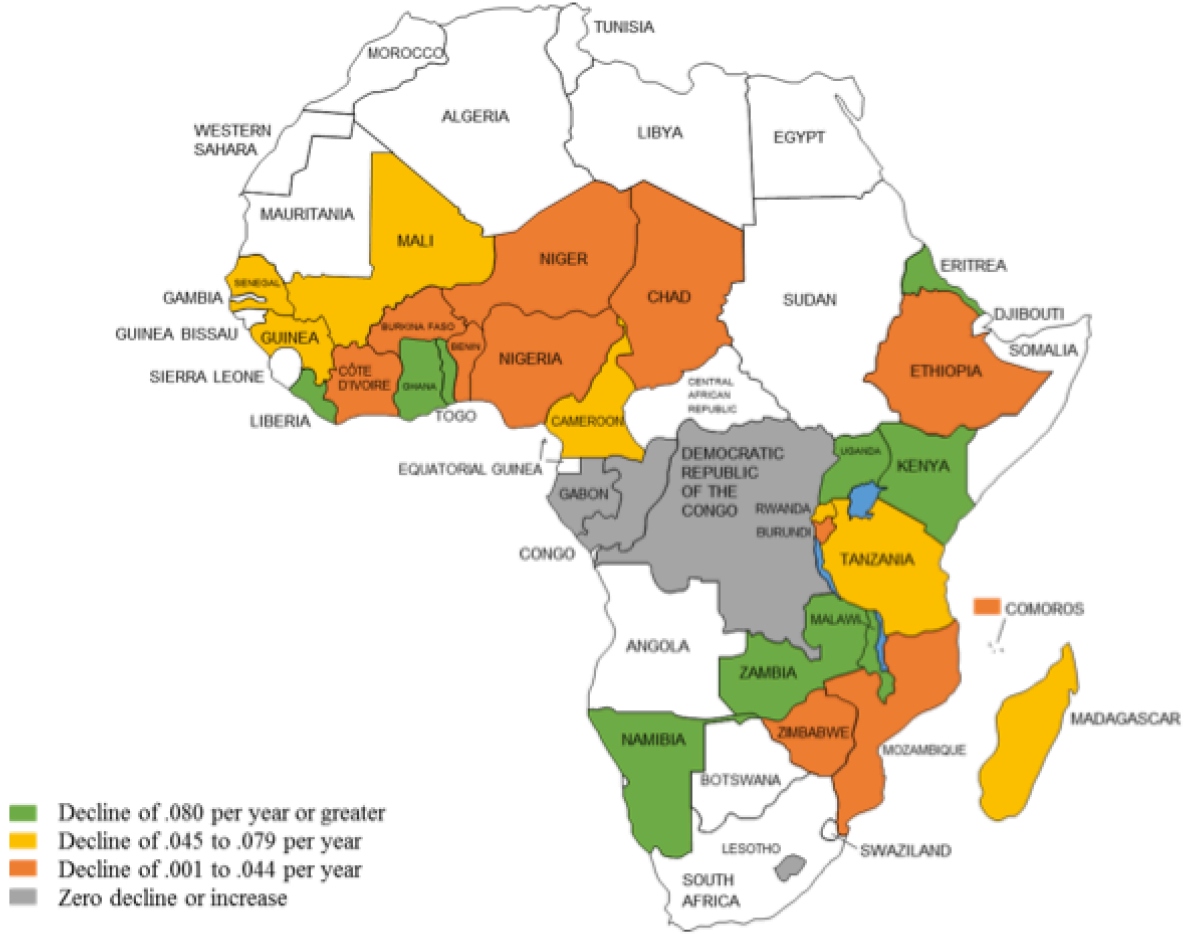 TUNISIA
MOROCCO
ALGERIA
LIBYA
EGYPT
WESTERN
SAHARA
MAURITANIA
MALI
NIGER
CHAD
SUDAN
ERITREA
SENEGAL
GAMBIA
DJIBOUTI
GUINEA BISSAU
GUINEA
BURKINA FASO
BENIN
NIGERIA
SOMALIA
SIERRA LEONE
CÔTE
D'IVOIRE
GHANA
ETHIOPIA
CENTRAL
AFRICAN
REPUBLIC
LIBERIA
TOGO
CAMEROON
EQUATORIAL GUINEA
DEMOCRATIC
REPUBLIC
OF THE
CONGO
UGANDA
KENYA
GABON
RWANDA
BURUNDI
CONGO
TANZANIA
COMOROS
MALAWI
ANGOLA
ZAMBIA
MADAGASCAR
NAMIBIA
ZIMBABWE
MOZAMBIQUE
BOTSWANA
LESOTHO
SWAZILAND
SOUTH
AFRICA
Decline of .080 per year or greater
Decline of .045 to .079 per year
Decline of .001 to .044 per year
Zero decline or increase